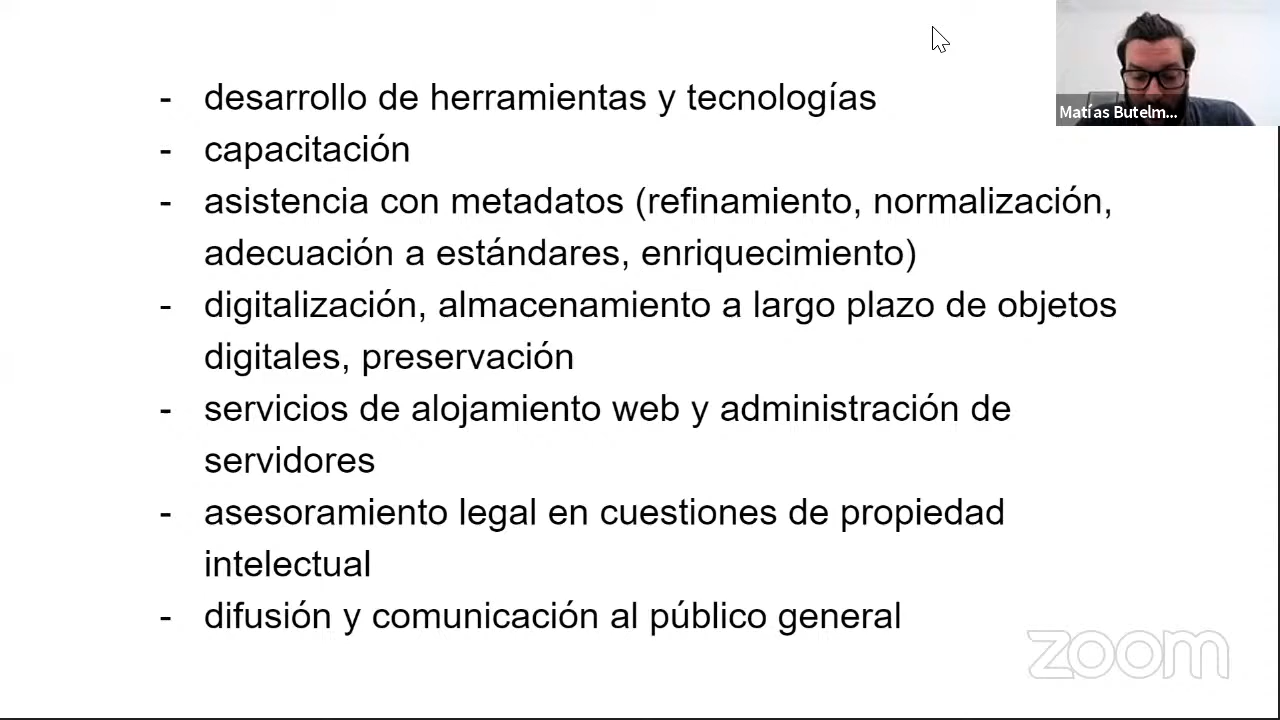 - desarrollo de herramientas y tecnologías
- capacitación
- asistencia con metadatos (refinamiento, normalización,
adecuación a estándares, enriquecimiento)
- digitalización, almacenamiento a largo plazo de objetos
digitales, preservación
- servicios de alojamiento web y administración de
servidores
- asesoramiento legal en cuestiones de propiedad
intelectual
- difusión y comunicación al público general
Matías Butelm...
zoom